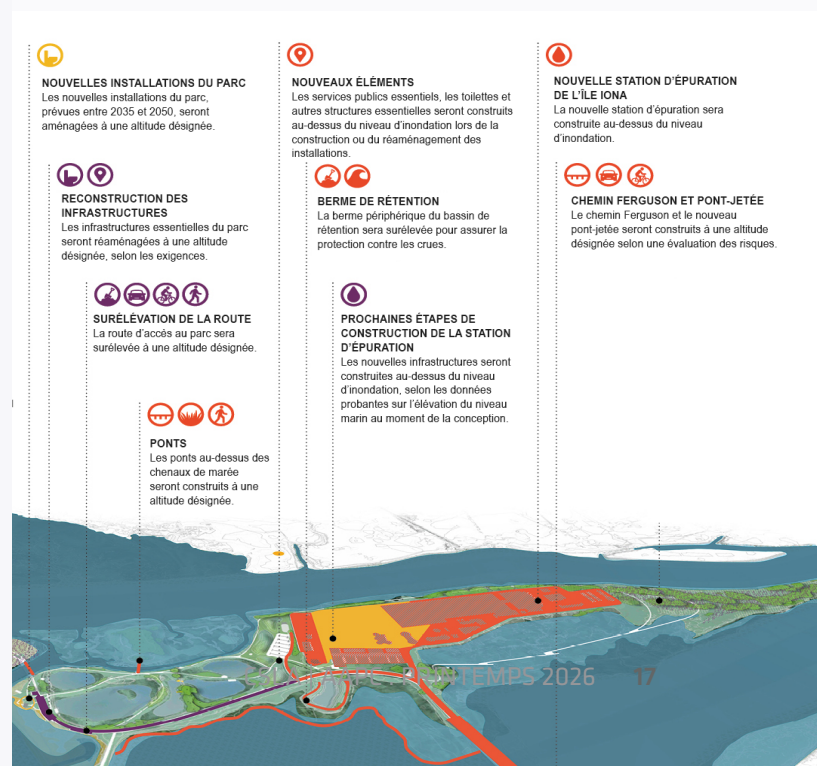 NOUVELLES INSTALLATIONS DU PARC
Les nouvelles installations du parc,
prévues entre 2035 et 2050, seront
aménagées à une altitude désignée.
NOUVEAUX ÉLÉMENTS
Les services publics essentiels, les toilettes et
autres structures essentielles seront construits
au-dessus du niveau d'inondation lors de la
construction ou du réaménagement des
installations.
NOUVELLE STATION D'ÉPURATION
DE L'ÎLE IONA
La nouvelle station d'épuration sera
construite au-dessus du niveau
d'inondation.
RECONSTRUCTION DES
INFRASTRUCTURES
Les infrastructures essentielles du parc
seront réaménagées à une altitude
désignée, selon les exigences.
BERME DE RÉTENTION
La berme périphérique du bassin de
rétention sera surélevée pour assurer la
protection contre les crues.
CHEMIN FERGUSON ET PONT-JETÉE
Le chemin Ferguson et le nouveau
pont-jetée seront construits à une altitude
désignée selon une évaluation des risques.
SURÉLÉVATION DE LA ROUTE
La route d'accès au parc sera
surélevée à une altitude désignée.
PROCHAINES ÉTAPES DE
CONSTRUCTION DE LA STATION
D'ÉPURATION
Les nouvelles infrastructures seront
construites au-dessus du niveau
d'inondation, selon les données
probantes sur l'élévation du niveau
marin au moment de la conception.
PONTS
Les ponts au-dessus des
chenaux de marée
seront construits à une
altitude désignée.
2026 17